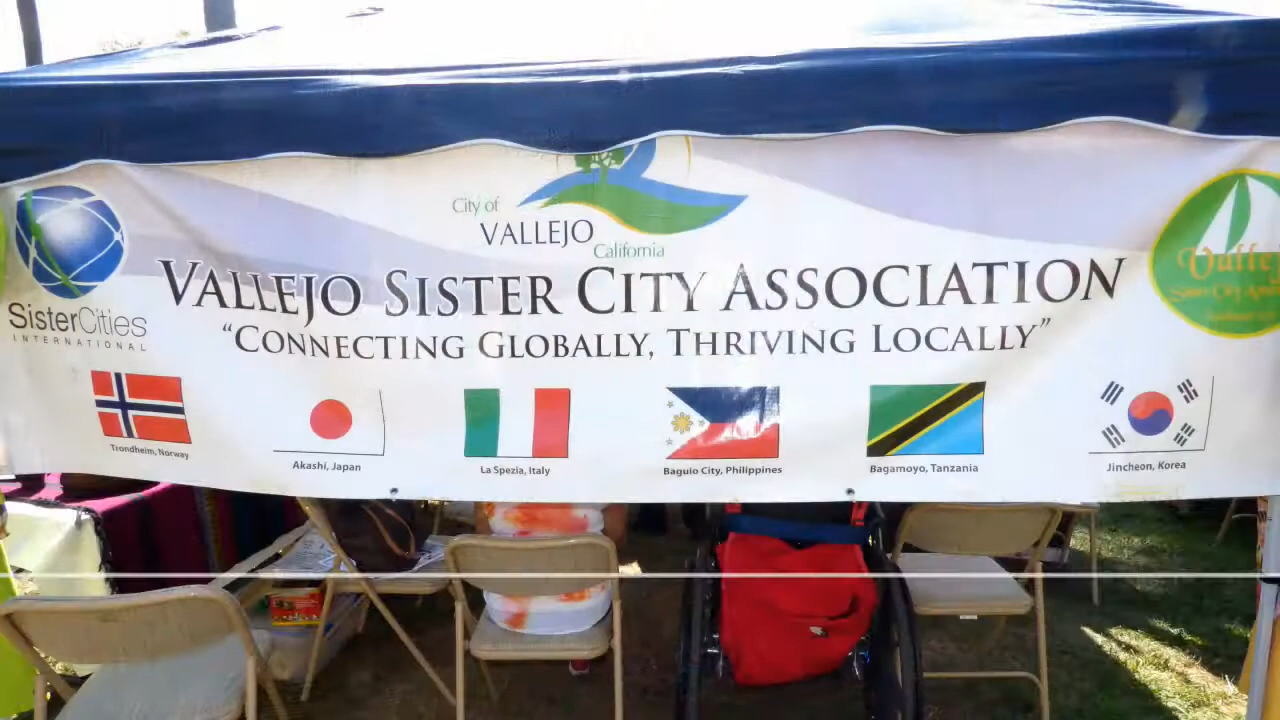 City of
VALLEJO
California
SisterCities
INTERNATIONAL
VALLEJO SISTER CITY ASSOCIATION
“CONNECTING GLOBALLY, THRIVING LOCALLY”
Trondheim, Norway
Akashi, Japan
La Spezia, Italy
Baguio City, Philippines
Bagamoyo, Tanzania
Jincheon, Korea